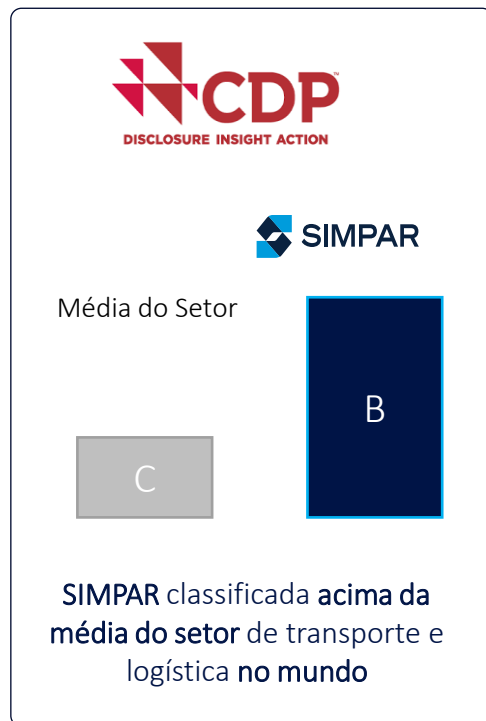 CDP™
DISCLOSURE INSIGHT ACTION
SIMPAR
Média do Setor
B
C
SIMPAR classificada acima da
média do setor de transporte e
logística no mundo